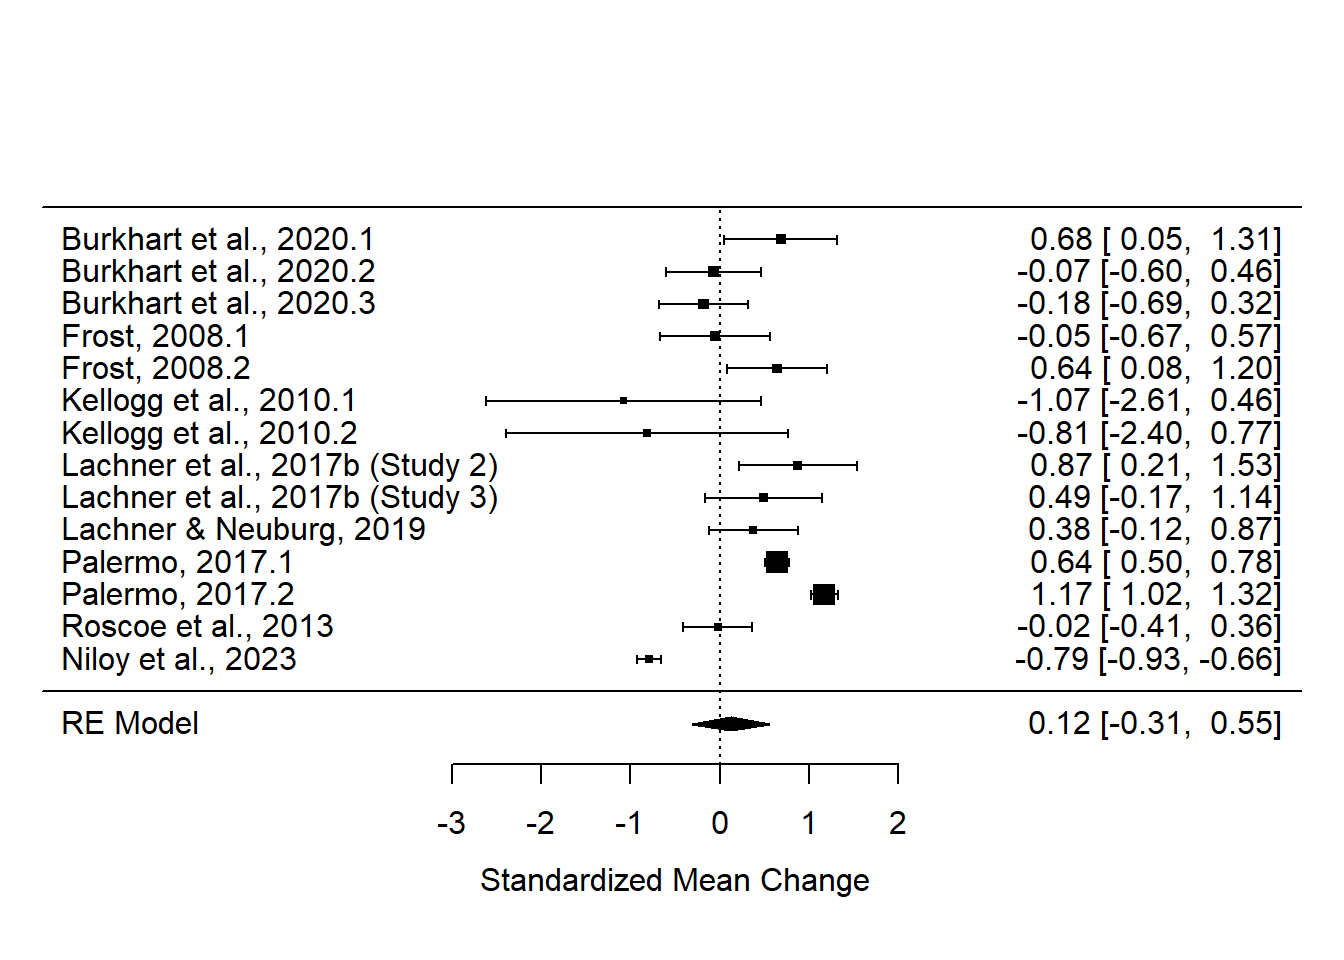 Burkhart et al., 2020.1 0.68 [ 0.05, 1.31]
Burkhart et al., 2020.2 -0.07 [-0.60, 0.46]
Burkhart et al., 2020.3 -0.18 [-0.69, 0.32]
Frost, 2008.1 -0.05 [-0.67, 0.57]
Frost, 2008.2 0.64 [ 0.08, 1.20]
Kellogg et al., 2010.1 -1.07 [-2.61, 0.46]
Kellogg et al., 2010.2 -0.81 [-2.40, 0.77]
Lachner et al., 2017b (Study 2) 0.87 [ 0.21, 1.53]
Lachner et al., 2017b (Study 3) 0.49 [-0.17, 1.14]
Lachner & Neuburg, 2019 0.38 [-0.12, 0.87]
Palermo, 2017.1 0.64 [ 0.50, 0.78]
Palermo, 2017.2 1.17 [ 1.02, 1.32]
Roscoe et al., 2013 -0.02 [-0.41, 0.36]
Niloy et al., 2023 -0.79 [-0.93, -0.66]
RE Model 0.12 [-0.31, 0.55]
-3 -2 -1 0 1 2
Standardized Mean Change